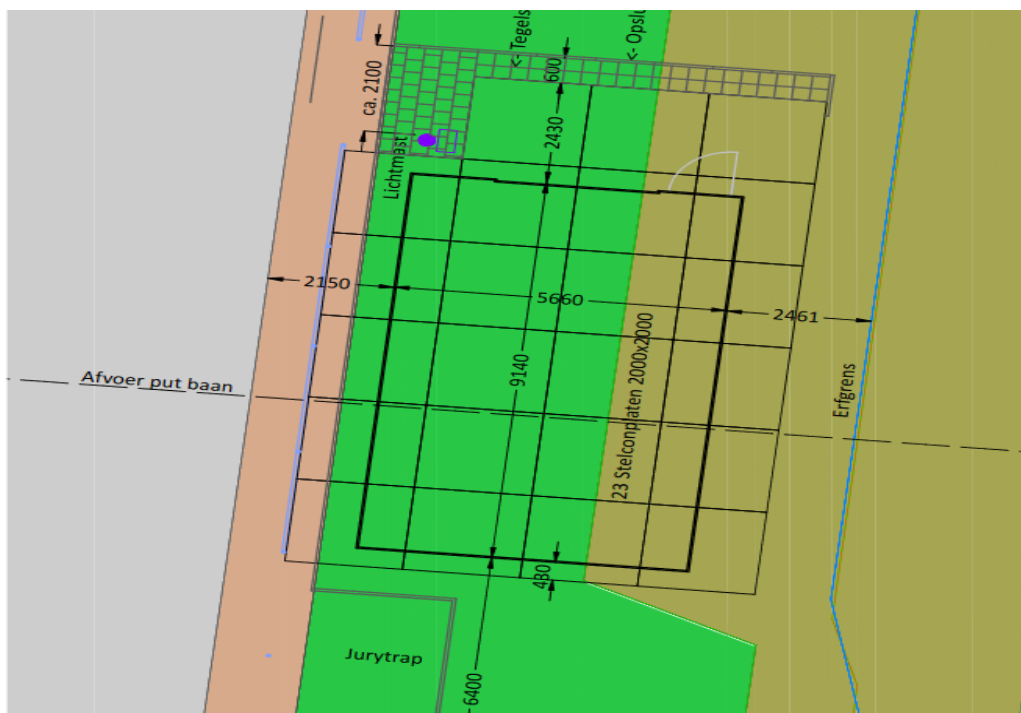 <- Tegels
<- Opslu
600
ca. 2100
2430
Lichtmast
2150
5660
2461
9140
23 Stelconplaten 2000x2000
Afvoer put baan
Erfgrens
430
Jurytrap
6400